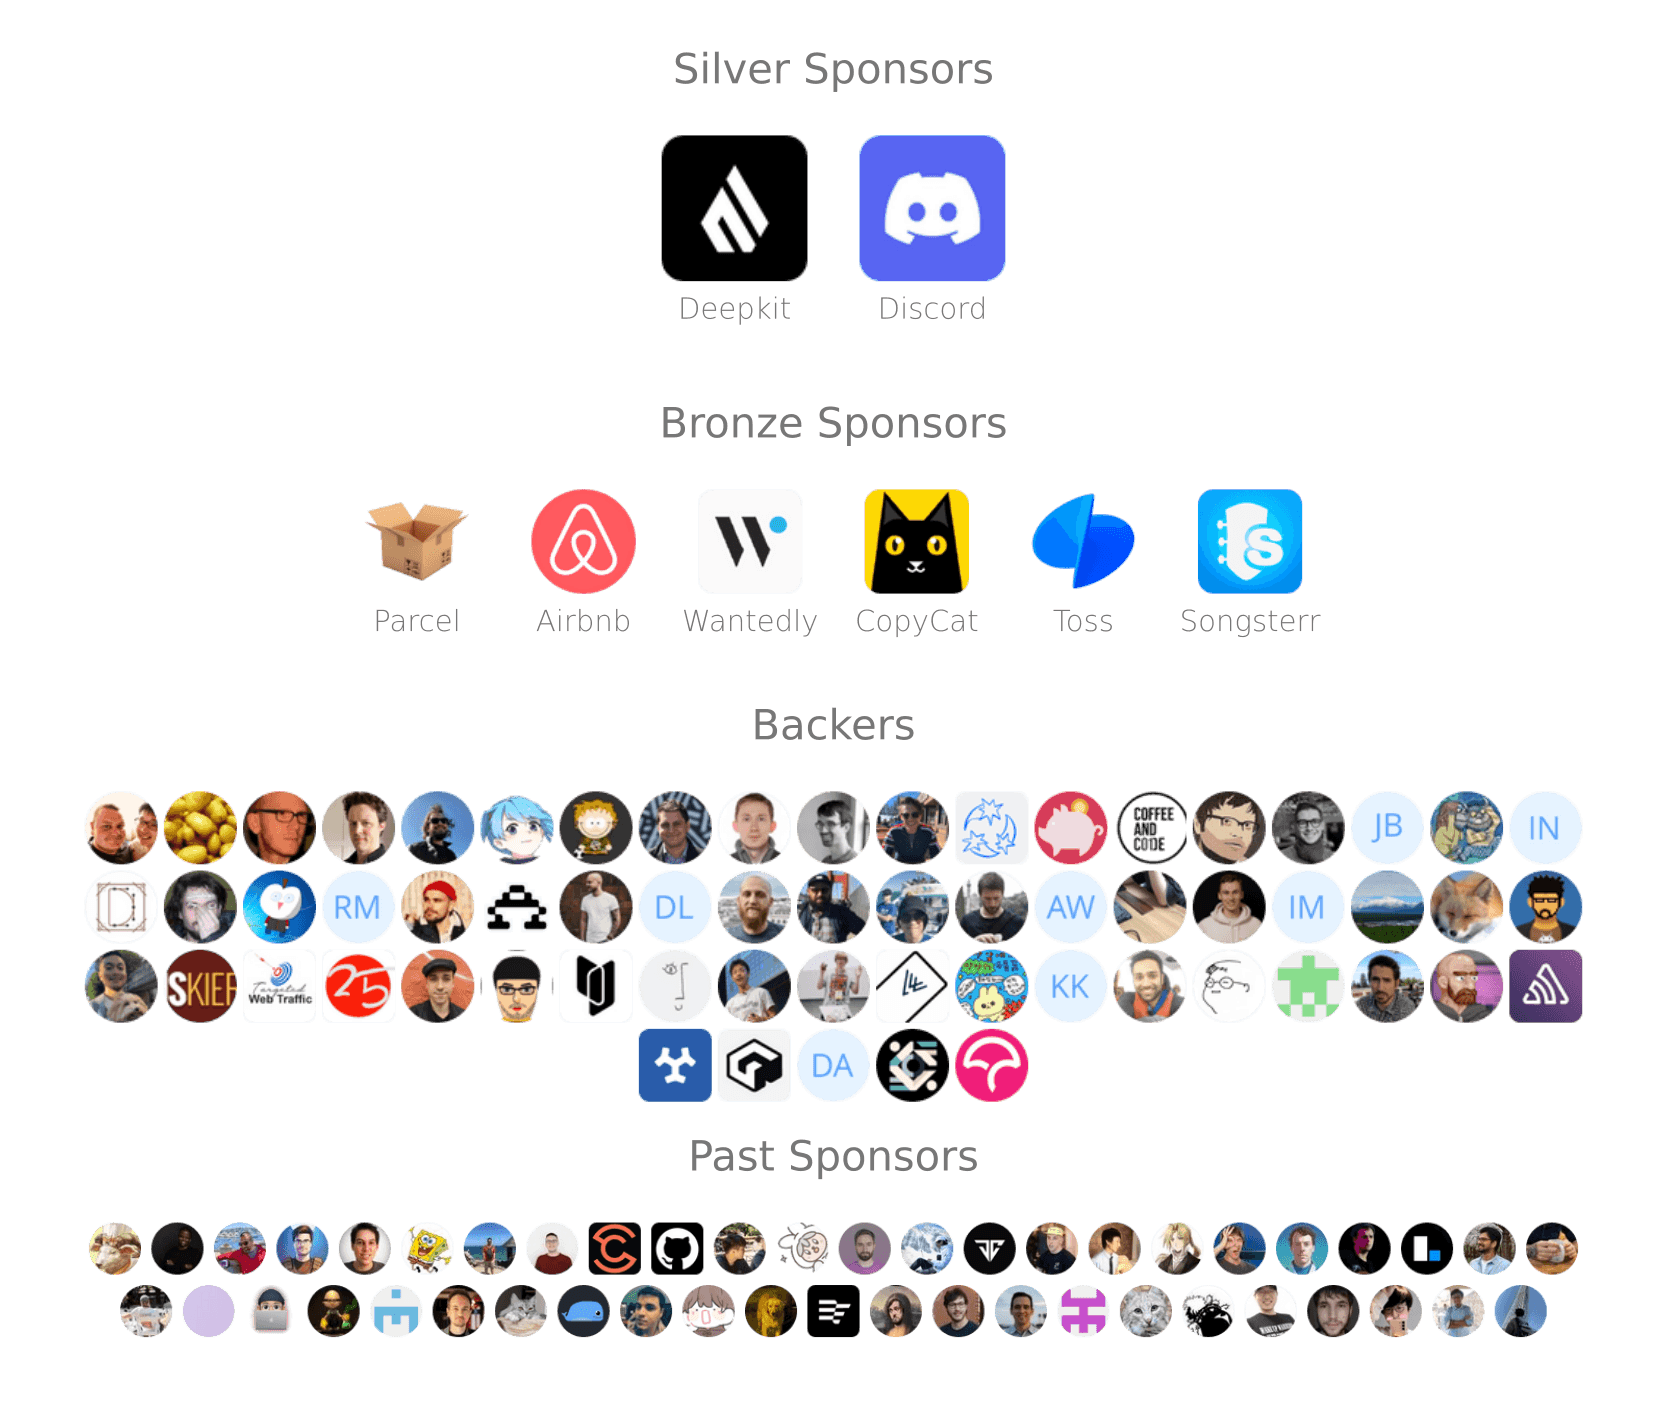 Silver Sponsors
Deepkit Discord
Bronze Sponsors
Parcel Airbnb Wantedly CopyCat Toss Songsterr
Backers
COFFEE
AND
CODE
JB IN
RM DL AW IM
SKIEF
Targeted
Web Traffic
25 KK
DA
Past Sponsors